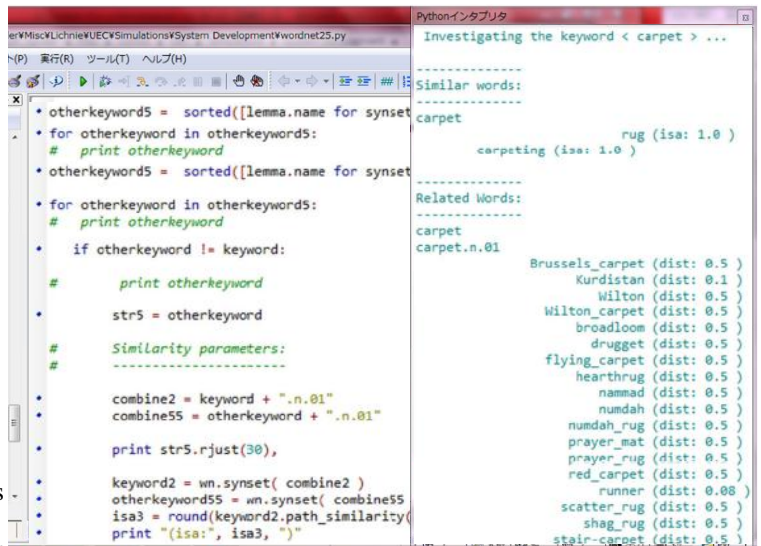 er¥Misc¥Lichnie¥UEC¥Simulations¥System Development¥wordnet25.py
(P) 実行(R) ツール(T) ヘルプ(H)
otherkeyword5 = sorted([lemma.name for synset
for otherkeyword in otherkeyword5:
# print otherkeyword
otherkeyword5 = sorted([lemma.name for synset
for otherkeyword in otherkeyword5:
# print otherkeyword
if otherkeyword != keyword:
# print otherkeyword
str5 = otherkeyword
# Similarity parameters:
# ----------------------
combine2 = keyword + ".n.01"
combine55 = otherkeyword + ".n.01"
print str5.rjust(30),
keyword2 = wn.synset( combine2 )
otherkeyword55 = wn.synset( combine55
isa3 = round(keyword2.path_similarity(
print "(isa:", isa3, ")"
s
Pythonインタプリタ
Investigating the keyword < carpet > ...
--------------
Similar words:
--------------
carpet
rug (isa: 1.0 )
carpeting (isa: 1.0 )
--------------
Related Words:
--------------
carpet
carpet.n.01
Brussels_carpet (dist: 0.5 )
Kurdistan (dist: 0.1 )
Wilton (dist: 0.5 )
Wilton_carpet (dist: 0.5 )
broadloom (dist: 0.5 )
drugget (dist: 0.5 )
flying_carpet (dist: 0.5 )
hearthrug (dist: 0.5 )
nammad (dist: 0.5 )
numdah (dist: 0.5 )
numdah_rug (dist: 0.5 )
prayer_mat (dist: 0.5 )
prayer_rug (dist: 0.5 )
red_carpet (dist: 0.5 )
runner (dist: 0.08 )
scatter_rug (dist: 0.5 )
shag_rug (dist: 0.5 )
stair-carpet (dist: 0.5 )